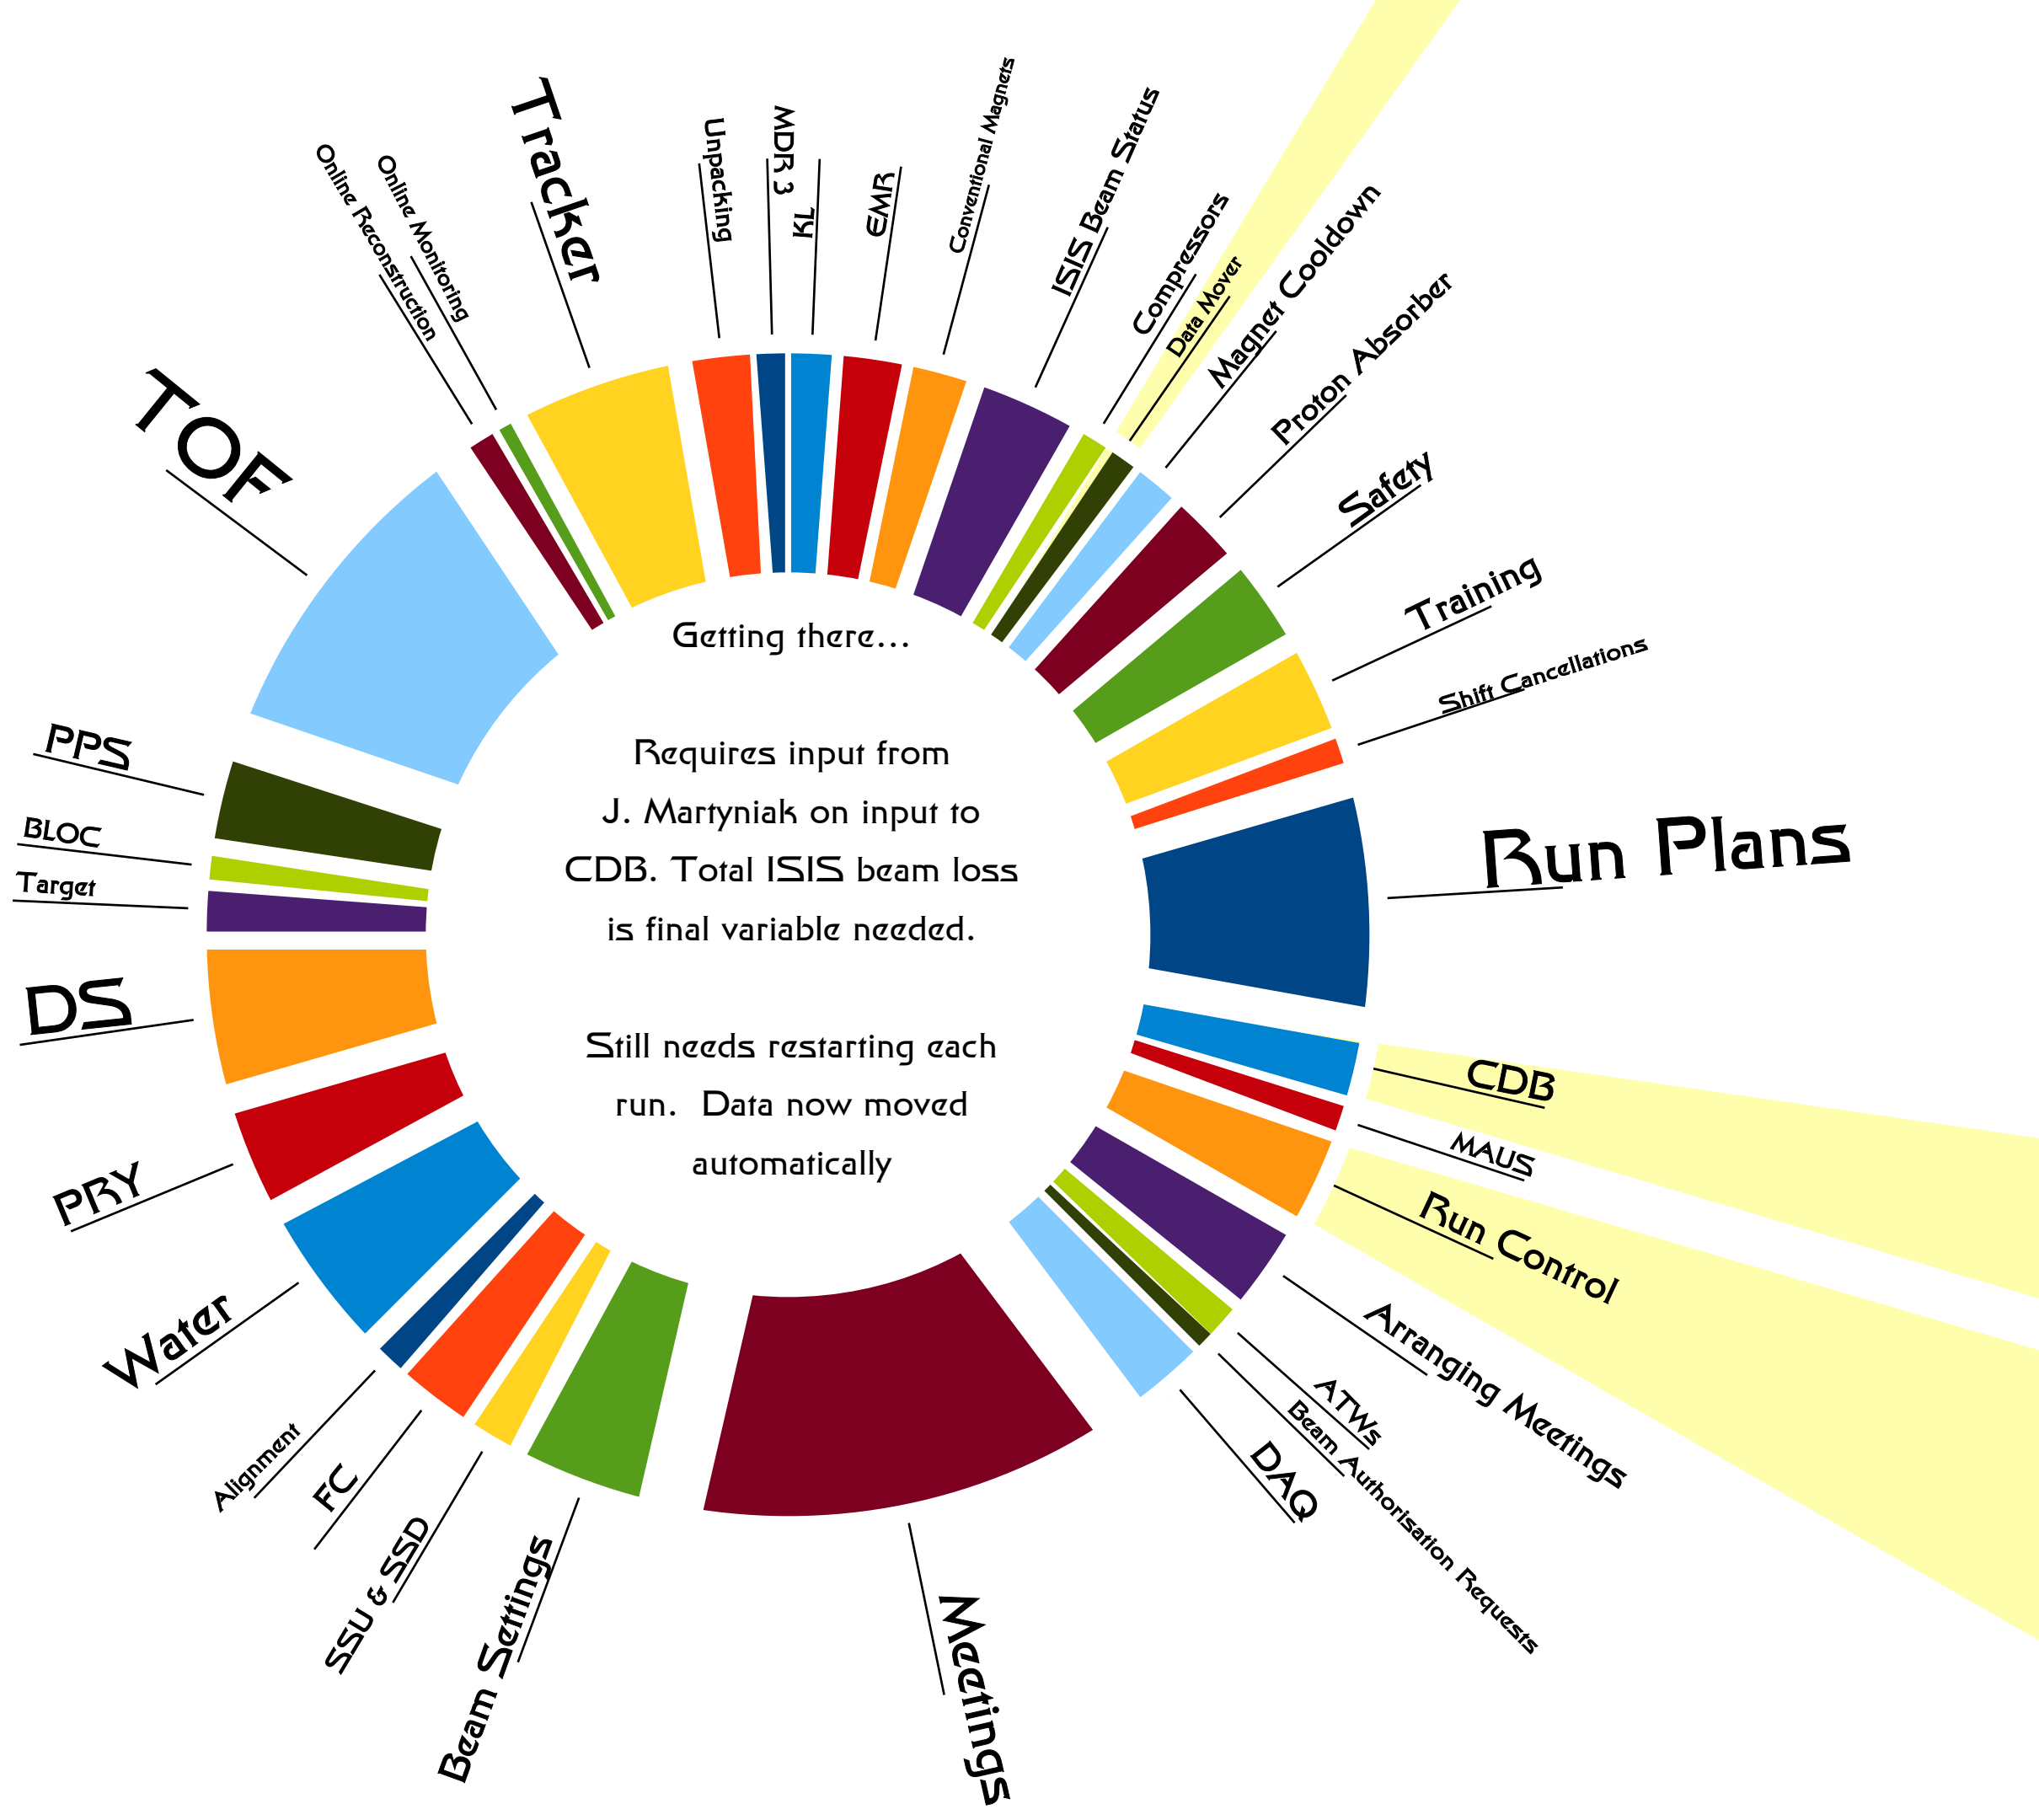 Getting there...
Requires input from
J. Martyniak on input to
CDB. Total ISIS beam loss
is final variable needed.
Still needs restarting each
run. Data now moved
automatically
Unpacking
MDR 3
KL
EMR
Conventional Magnets
ISIS Beam Status
Compressors
Data Mover
Magnet Cooldown
Proton Absorber
Safety
Training
Shift Cancellations
Run Plans
CDB
MAUS
Run Control
Arranging Meetings
ATWs
Beam Authorisation Requests
DAQ
Meetings
Beam Settings
SSU & SSD
FC
Alignment
Water
PRY
DS
Target
BLOC
PPS
TOF
Online Reconstruction
Online Monitoring
Tracker